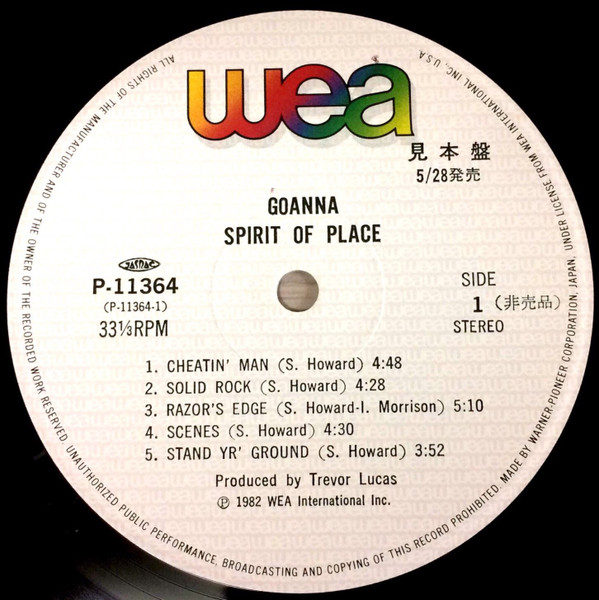 wea
見本盤
5/28発売
GOANNA
SPIRIT OF PLACE
JASRAC
P-11364
(P-11364-1)
33⅓RPM
SIDE
1 (非売品)
STEREO
1. CHEATIN' MAN (S. Howard) 4:48
2. SOLID ROCK (S. Howard) 4:28
3. RAZOR'S EDGE (S. Howard-I. Morrison) 5:10
4. SCENES (S. Howard) 4:30
5. STAND YR' GROUND (S. Howard) 3:52
Produced by Trevor Lucas
Ⓟ 1982 WEA International Inc.
ALL RIGHTS OF THE MANUFACTURER AND OF THE OWNER OF THE RECORDED WORK RESERVED. UNAUTHORIZED PUBLIC PERFORMANCE, BROADCASTING AND COPYING OF THIS RECORD PROHIBITED. MADE BY WARNER-PIONEER CORPORATION, JAPAN. UNDER LICENSE FROM WEA INTERNATIONAL INC., U.S.A.